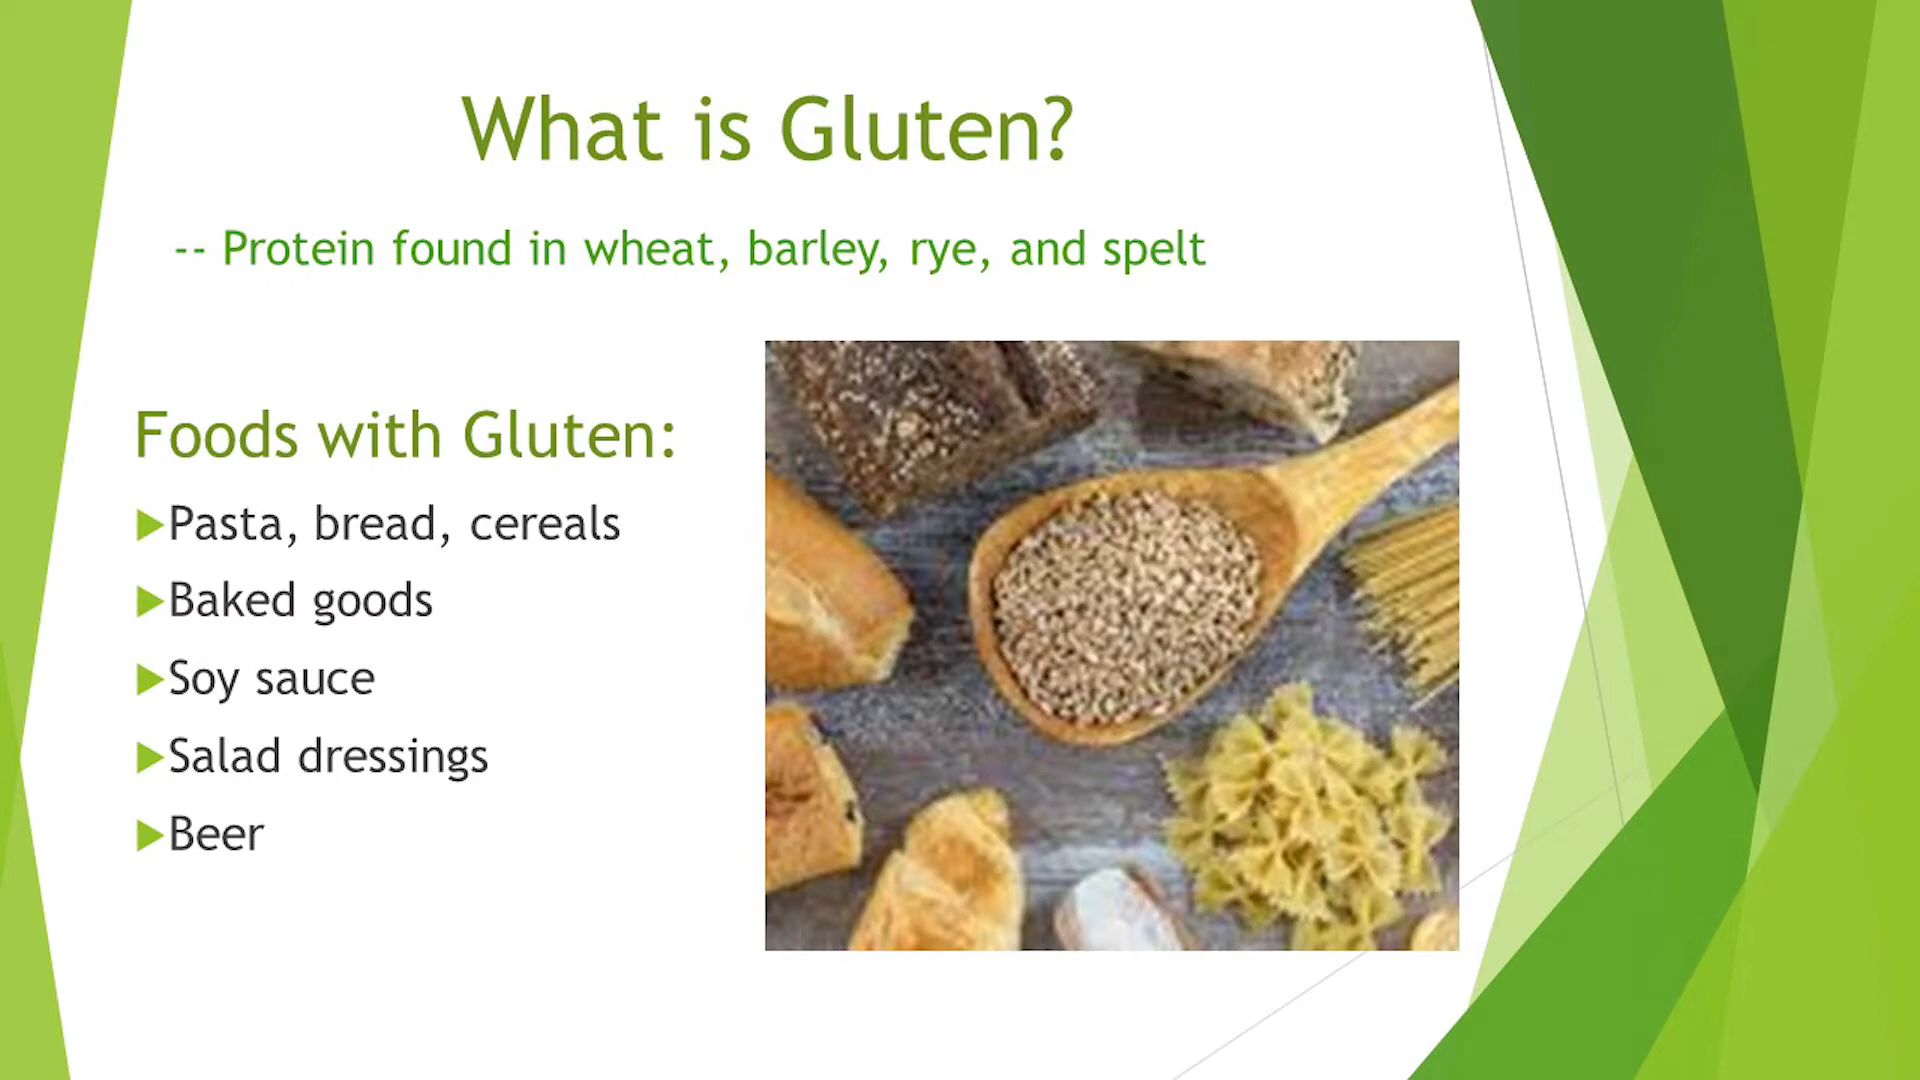 What is Gluten?
-- Protein found in wheat, barley, rye, and spelt
Foods with Gluten:
Pasta, bread, cereals
Baked goods
Soy sauce
Salad dressings
Beer